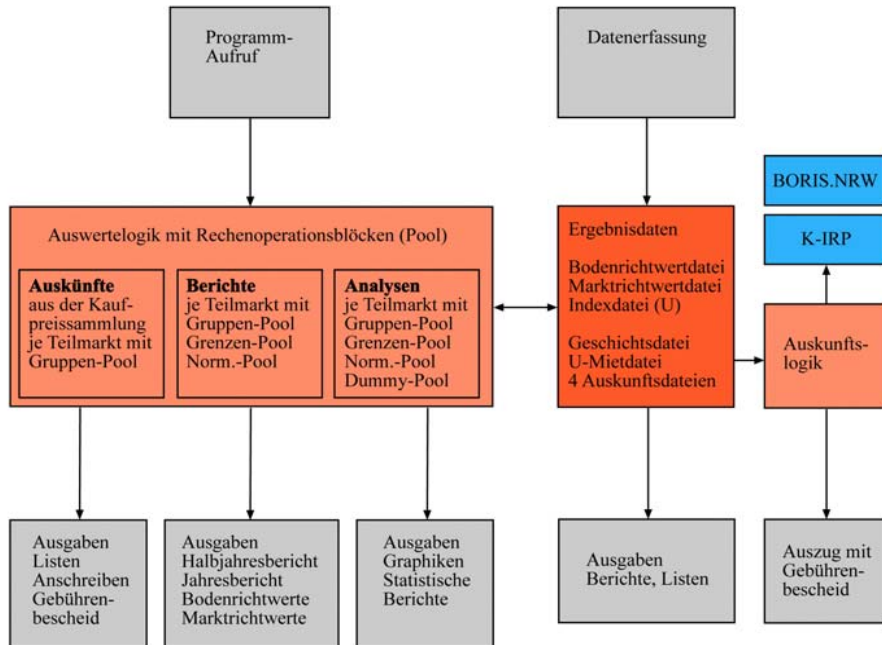 Programm-
Aufruf
Datenerfassung
BORIS.NRW
K-IRP
Auswertelogik mit Rechenoperationsblöcken (Pool)
Auskünfte
aus der Kauf-
preissammlung
je Teilmarkt mit
Gruppen-Pool
Berichte
je Teilmarkt mit
Gruppen-Pool
Grenzen-Pool
Norm.-Pool
Analysen
je Teilmarkt mit
Gruppen-Pool
Grenzen-Pool
Norm.-Pool
Dummy-Pool
Ergebnisdaten
Bodenrichtwertdatei
Marktrichtwertdatei
Indexdatei (U)
Geschichtsdatei
U-Mietdatei
4 Auskunftsdateien
Auskunfts-
logik
Ausgaben
Listen
Anschreiben
Gebühren-
bescheid
Ausgaben
Halbjahresbericht
Jahresbericht
Bodenrichtwerte
Marktrichtwerte
Ausgaben
Graphiken
Statistische
Berichte
Ausgaben
Berichte, Listen
Auszug mit
Gebühren-
bescheid